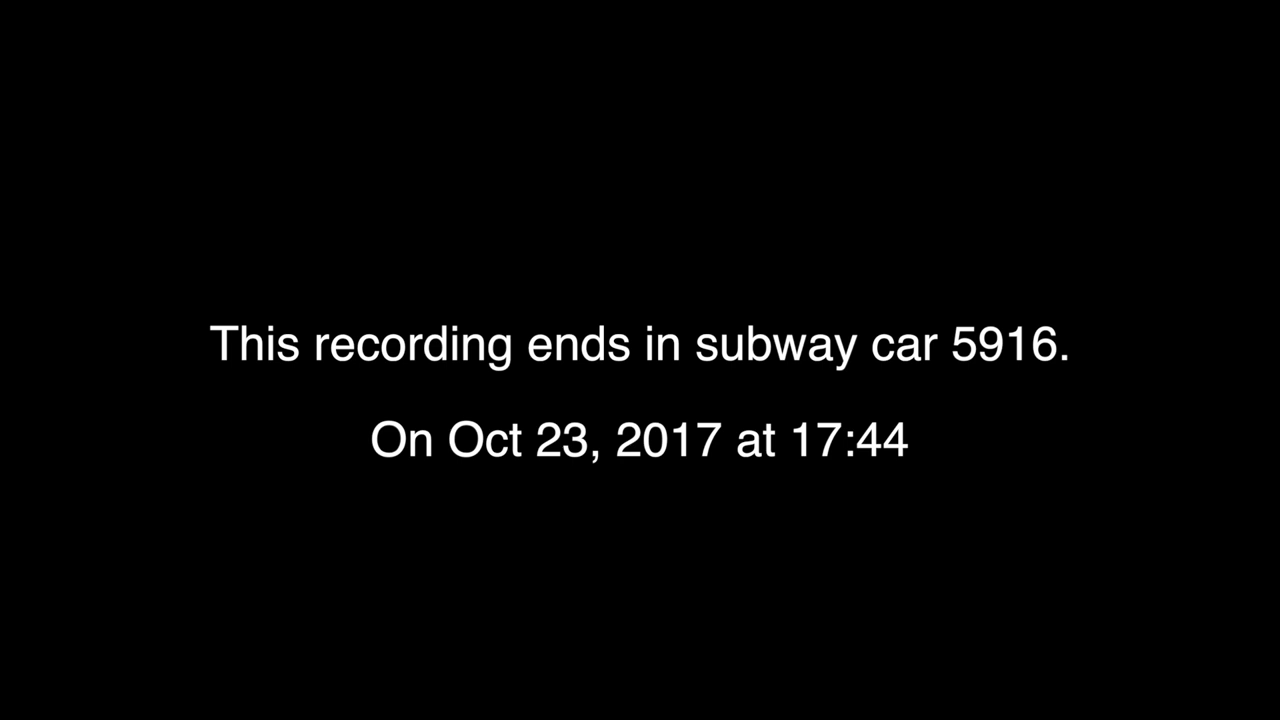 This recording ends in subway car 5916.
On Oct 23, 2017 at 17:44